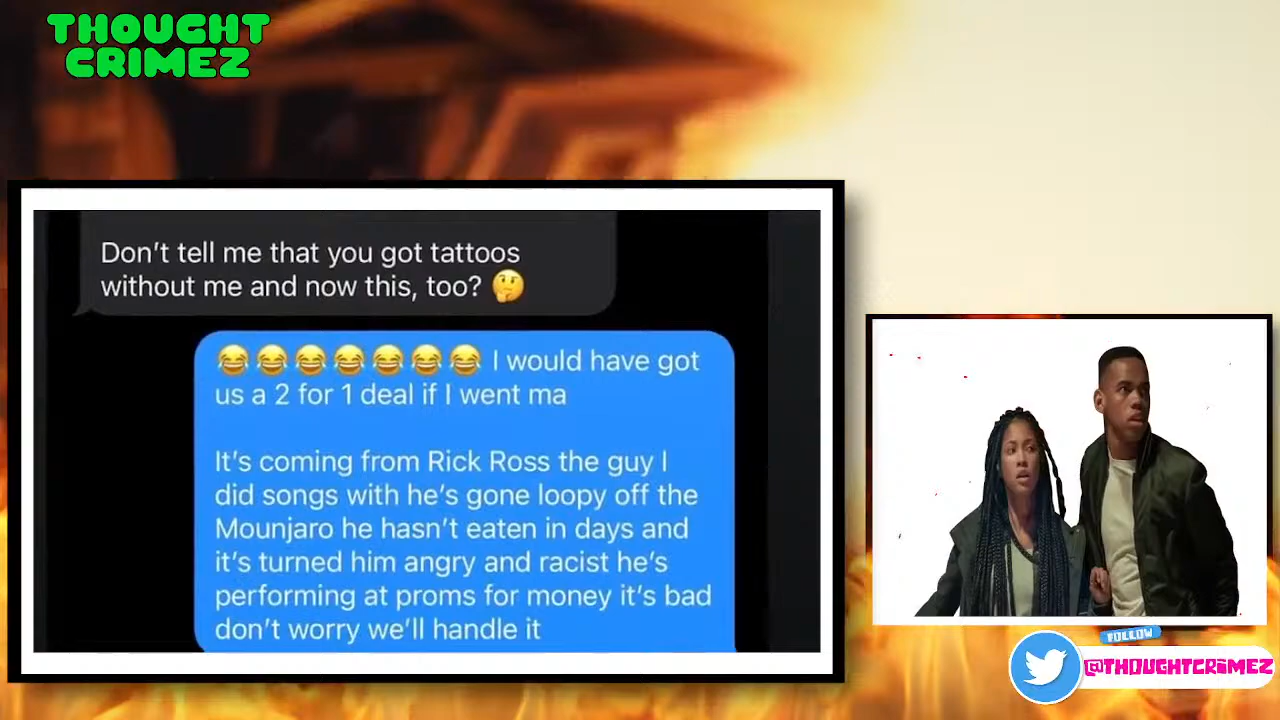 THOUGHT
CRIMEZ
Don't tell me that you got tattoos
without me and now this, too? 🤔
😂😂😂😂😂😂😂 I would have got
us a 2 for 1 deal if I went ma
It's coming from Rick Ross the guy I
did songs with he's gone loopy off the
Mounjaro he hasn't eaten in days and
it's turned him angry and racist he's
performing at proms for money it's bad
don't worry we'll handle it
FOLLOW
@THOUGHTCRIMEZ